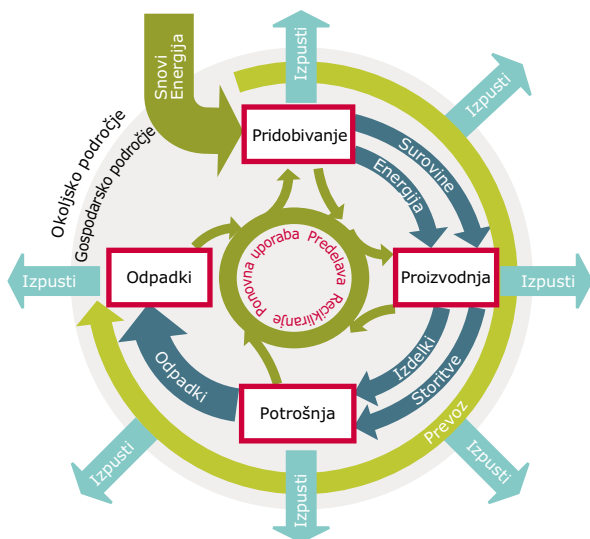 Snovi
Energija
Izpusti
Izpusti
Okoljsko področje
Gospodarsko področje
Pridobivanje
Surovine
Energija
Izpusti
Odpadki
Ponovna uporaba Predelava Recikliranje
Proizvodnja
Izpusti
Odpadki
Izdelki
Storitve
Potrošnja
Prevoz
Izpusti
Izpusti
Izpusti